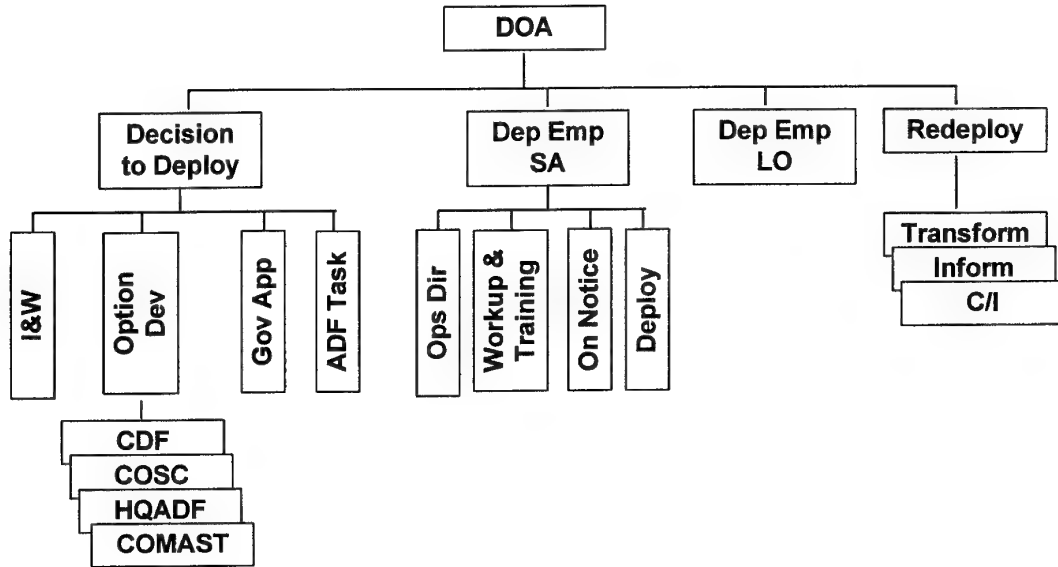 DOA
Decision
to Deploy
Dep Emp
SA
Dep Emp
LO
Redeploy
I&W
Option
Dev
Gov App
ADF Task
Ops Dir
Workup &
Training
On Notice
Deploy
Transform
Inform
C/I
CDF
COSC
HQADF
COMAST